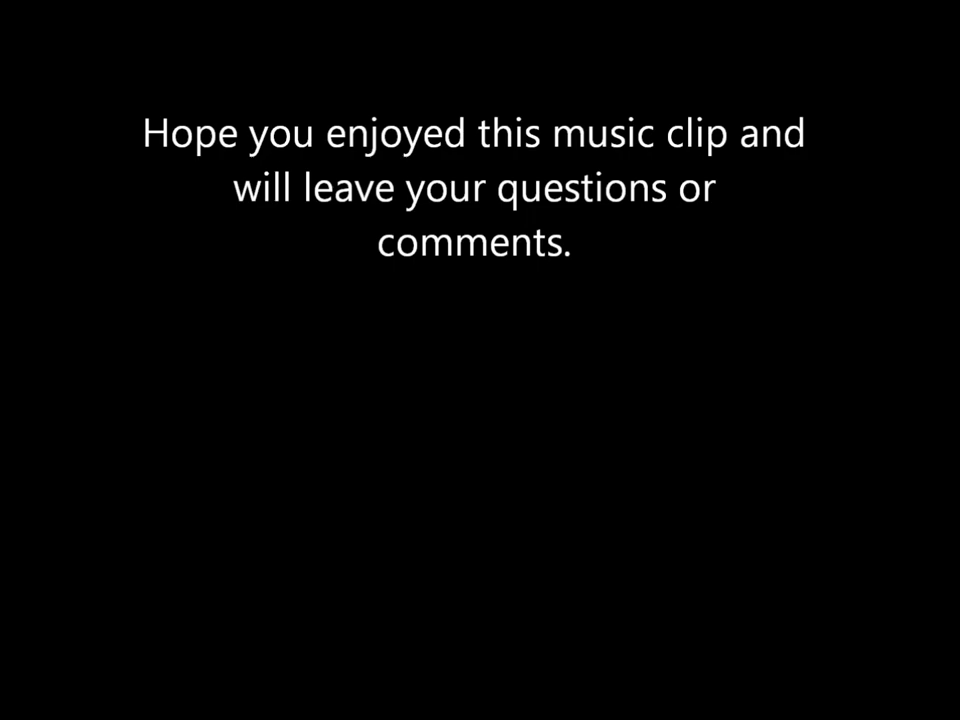 Hope you enjoyed this music clip and
will leave your questions or
comments.